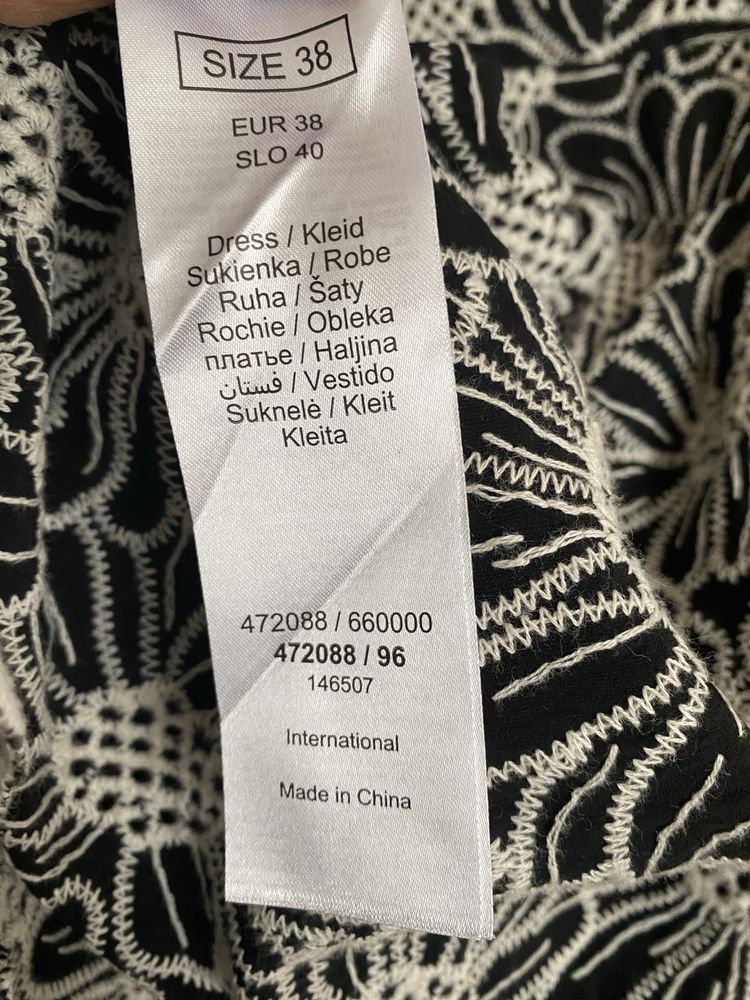 SIZE 38
EUR 38
SLO 40
Dress / Kleid
Sukienka / Robe
Ruha / Šaty
Rochie / Obleka
платье / Haljina
فستان / Vestido
Suknelė / Kleit
Kleita
472088 / 660000
472088 / 96
146507
International
Made in China